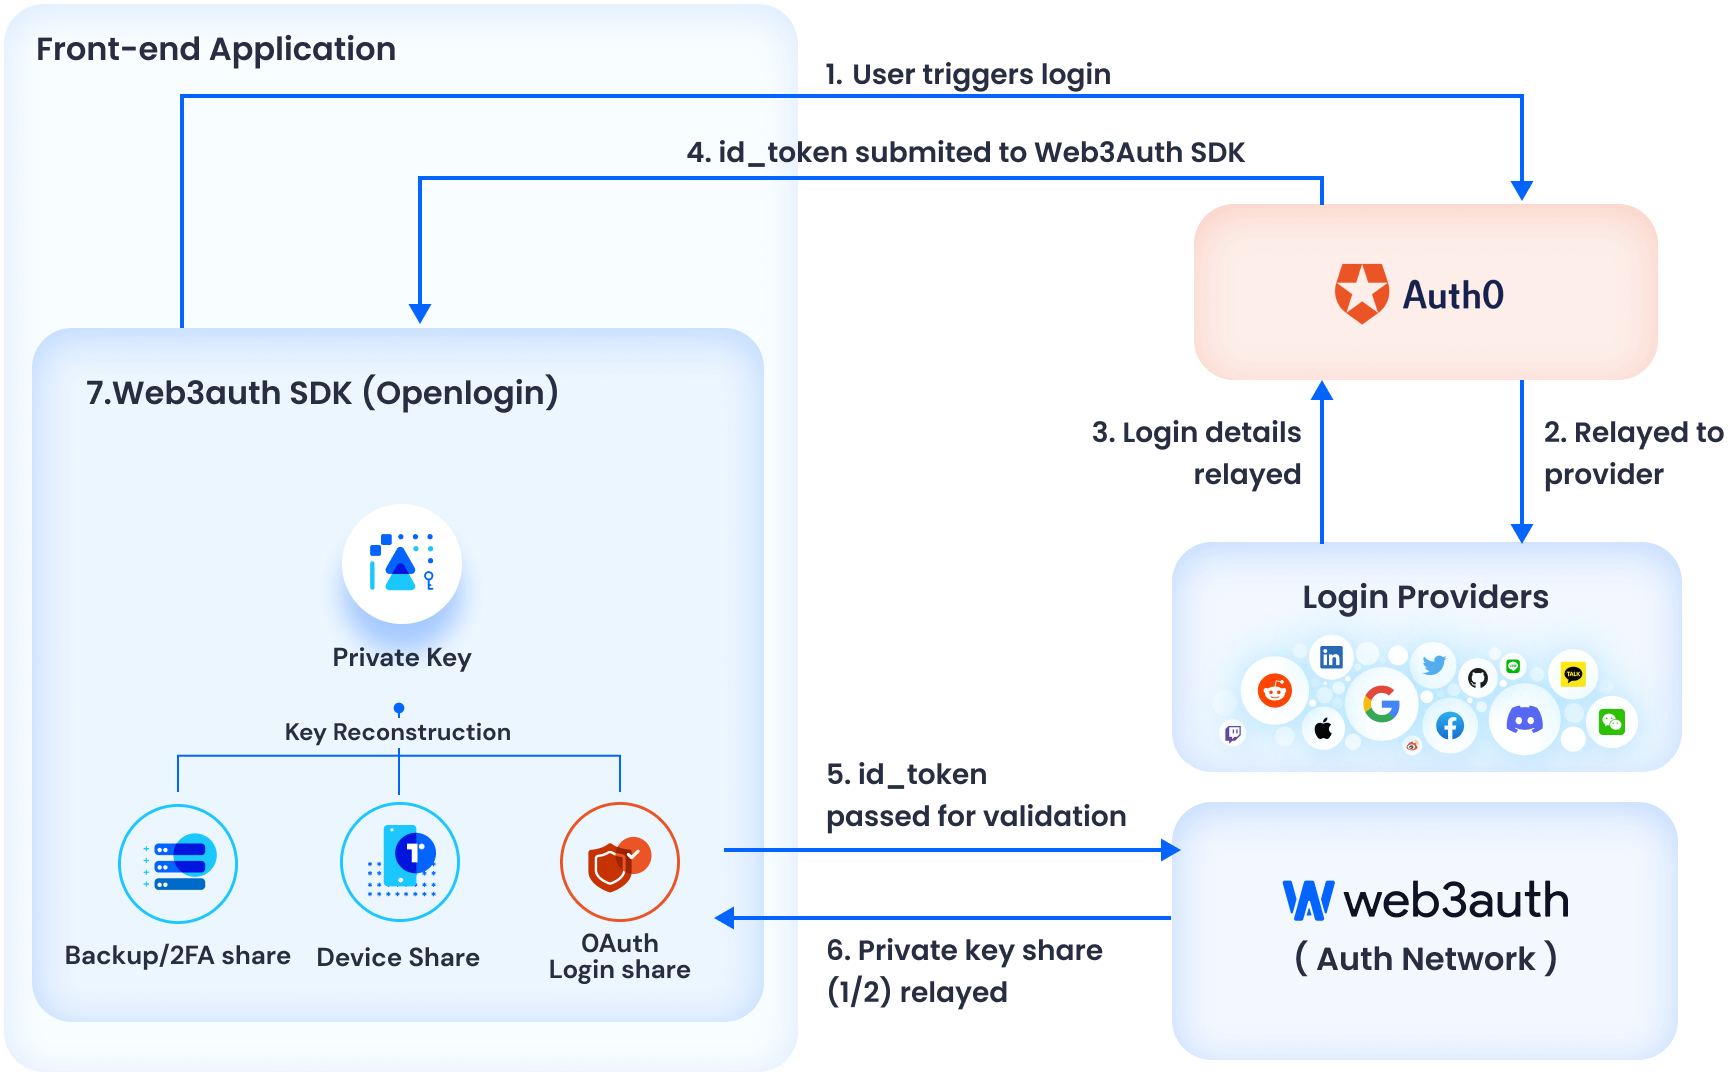 Front-end Application
1. User triggers login
4. id_token submited to Web3Auth SDK
Auth0
7.Web3auth SDK (Openlogin)
3. Login details
relayed
2. Relayed to
provider
Login Providers
in
TALK
Private Key
Key Reconstruction
Backup/2FA share
Device Share
0Auth
Login share
5. id_token
passed for validation
6. Private key share
(1/2) relayed
web3auth
( Auth Network )